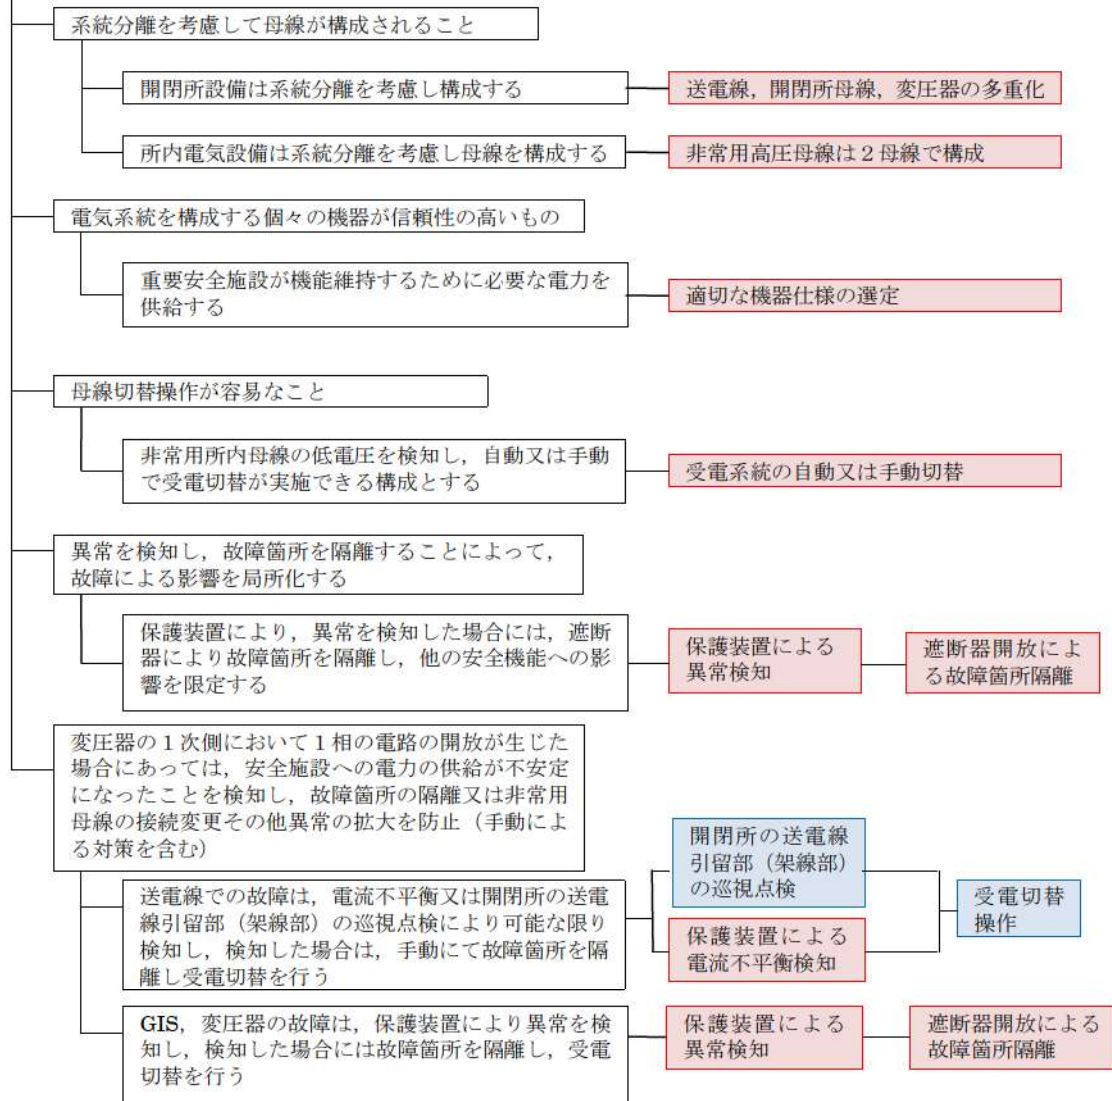 系統分離を考慮して母線が構成されること
開閉所設備は系統分離を考慮し構成する
送電線，開閉所母線，変圧器の多重化
所内電気設備は系統分離を考慮し母線を構成する
非常用高圧母線は２母線で構成
電気系統を構成する個々の機器が信頼性の高いもの
重要安全施設が機能維持するために必要な電力を
供給する
適切な機器仕様の選定
母線切替操作が容易なこと
非常用所内母線の低電圧を検知し，自動又は手動
で受電切替が実施できる構成とする
受電系統の自動又は手動切替
異常を検知し，故障箇所を隔離することによって，
故障による影響を局所化する
保護装置により，異常を検知した場合には，遮断
器により故障箇所を隔離し，他の安全機能への影
響を限定する
保護装置による
異常検知
遮断器開放によ
る故障箇所隔離
変圧器の１次側において１相の電路の開放が生じた
場合にあっては，安全施設への電力の供給が不安定
になったことを検知し，故障箇所の隔離又は非常用
母線の接続変更その他異常の拡大を防止（手動によ
る対策を含む）
送電線での故障は，電流不平衡又は開閉所の送電
線引留部（架線部）の巡視点検により可能な限り
検知し，検知した場合は，手動にて故障箇所を隔
離し受電切替を行う
開閉所の送電線
引留部（架線部）
の巡視点検
保護装置による
電流不平衡検知
受電切替
操作
GIS，変圧器の故障は，保護装置により異常を検
知し，検知した場合には故障箇所を隔離し，受電
切替を行う
保護装置による
異常検知
遮断器開放による
故障箇所隔離